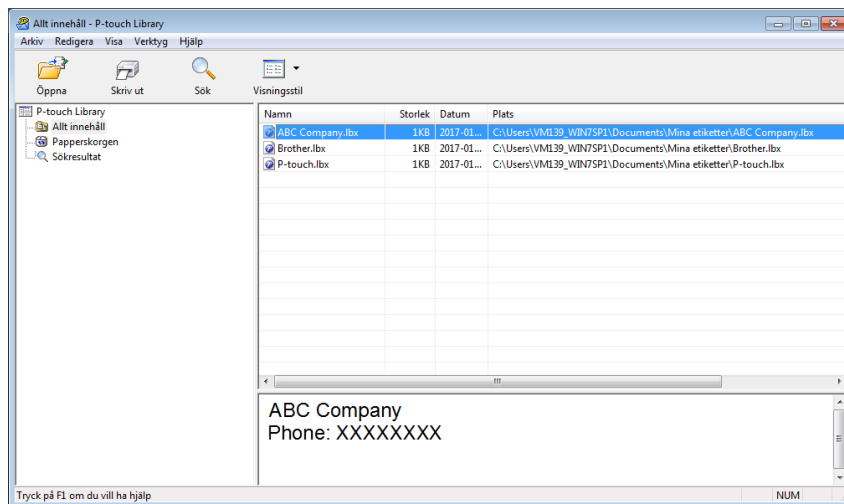 Allt innehåll - P-touch Library
Arkiv Redigera Visa Verktyg Hjälp
Öppna Skriv ut Sök Visningsstil
P-touch Library
Allt innehåll
Papperskorgen
Sökresultat
Namn Storlek Datum Plats
ABC Company.lbx 1KB 2017-01... C:\Users\VM139_WIN7SP1\Documents\Mina etiketter\ABC Company.lbx
Brother.lbx 1KB 2017-01... C:\Users\VM139_WIN7SP1\Documents\Mina etiketter\Brother.lbx
P-touch.lbx 1KB 2017-01... C:\Users\VM139_WIN7SP1\Documents\Mina etiketter\P-touch.lbx
ABC Company
Phone: XXXXXXXX
Tryck på F1 om du vill ha hjälp NUM